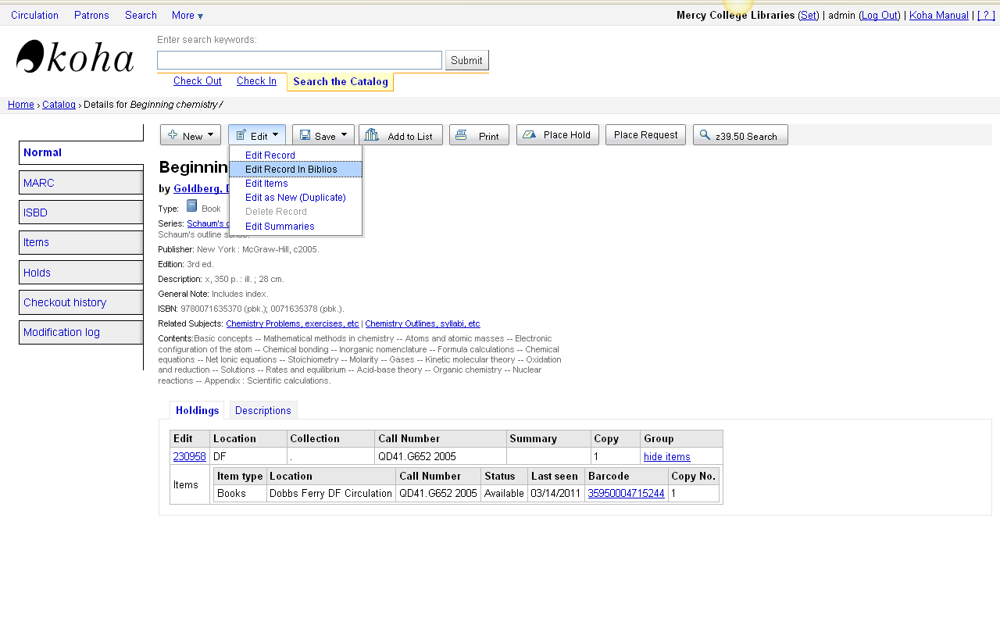 Circulation Patrons Search More ▼ Mercy College Libraries (Set) | admin (Log Out) | Koha Manual | [ ? ]
koha
Enter search keywords:
Submit
Check Out Check In Search the Catalog
Home › Catalog › Details for Beginning chemistry /
New Edit Save Add to List Print Place Hold Place Request z39.50 Search
Normal
MARC
ISBD
Items
Holds
Checkout history
Modification log
Edit Record
Edit Record In Biblios
Edit Items
Edit as New (Duplicate)
Delete Record
Edit Summaries
by Goldberg,
Type: Book
Series: Schaum's
Schaum's outline
Publisher: New York : McGraw-Hill, c2005.
Edition: 3rd ed.
Description: x, 350 p. : ill. ; 28 cm.
General Note: Includes index.
ISBN: 9780071635370 (pbk.); 0071635378 (pbk.).
Related Subjects: Chemistry Problems, exercises, etc | Chemistry Outlines, syllabi, etc
Contents:Basic concepts -- Mathematical methods in chemistry -- Atoms and atomic masses -- Electronic
configuration of the atom -- Chemical bonding -- Inorganic nomenclature -- Formula calculations -- Chemical
equations -- Net Ionic equations -- Stoichiometry -- Molarity -- Gases -- Kinetic molecular theory -- Oxidation
and reduction -- Solutions -- Rates and equilibrium -- Acid-base theory -- Organic chemistry -- Nuclear
reactions -- Appendix : Scientific calculations.
Holdings Descriptions
Edit Location Collection Call Number Summary Copy Group
230958 DF . QD41.G652 2005 1 hide items
Items
Item type Location Call Number Status Last seen Barcode Copy No.
Books Dobbs Ferry DF Circulation QD41.G652 2005 Available 03/14/2011 35950004715244 1